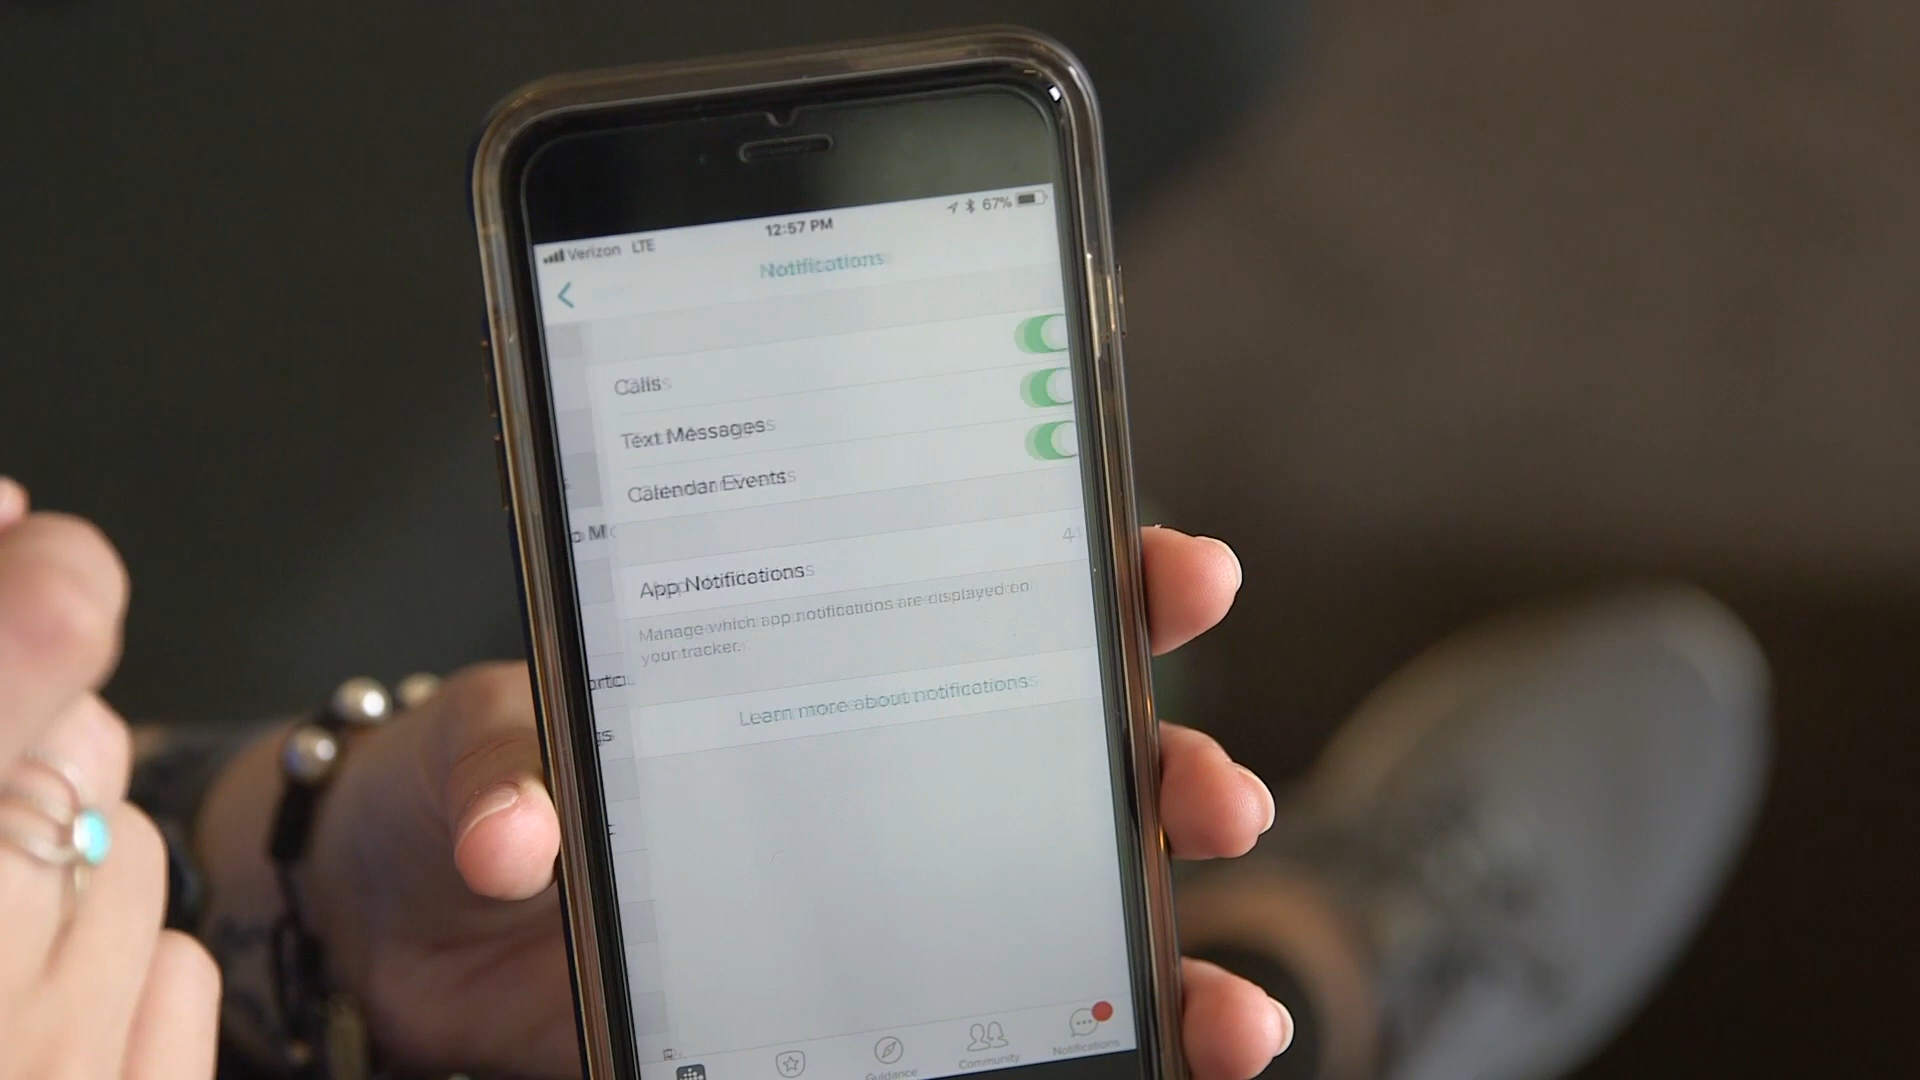 Verizon LTE 12:57 PM 67%
Notifications
Calls
Text Messages
Calendar Events
App Notifications
Manage which app notifications are displayed on
your tracker.
Learn more about notifications
Guidance
Community
Notifications